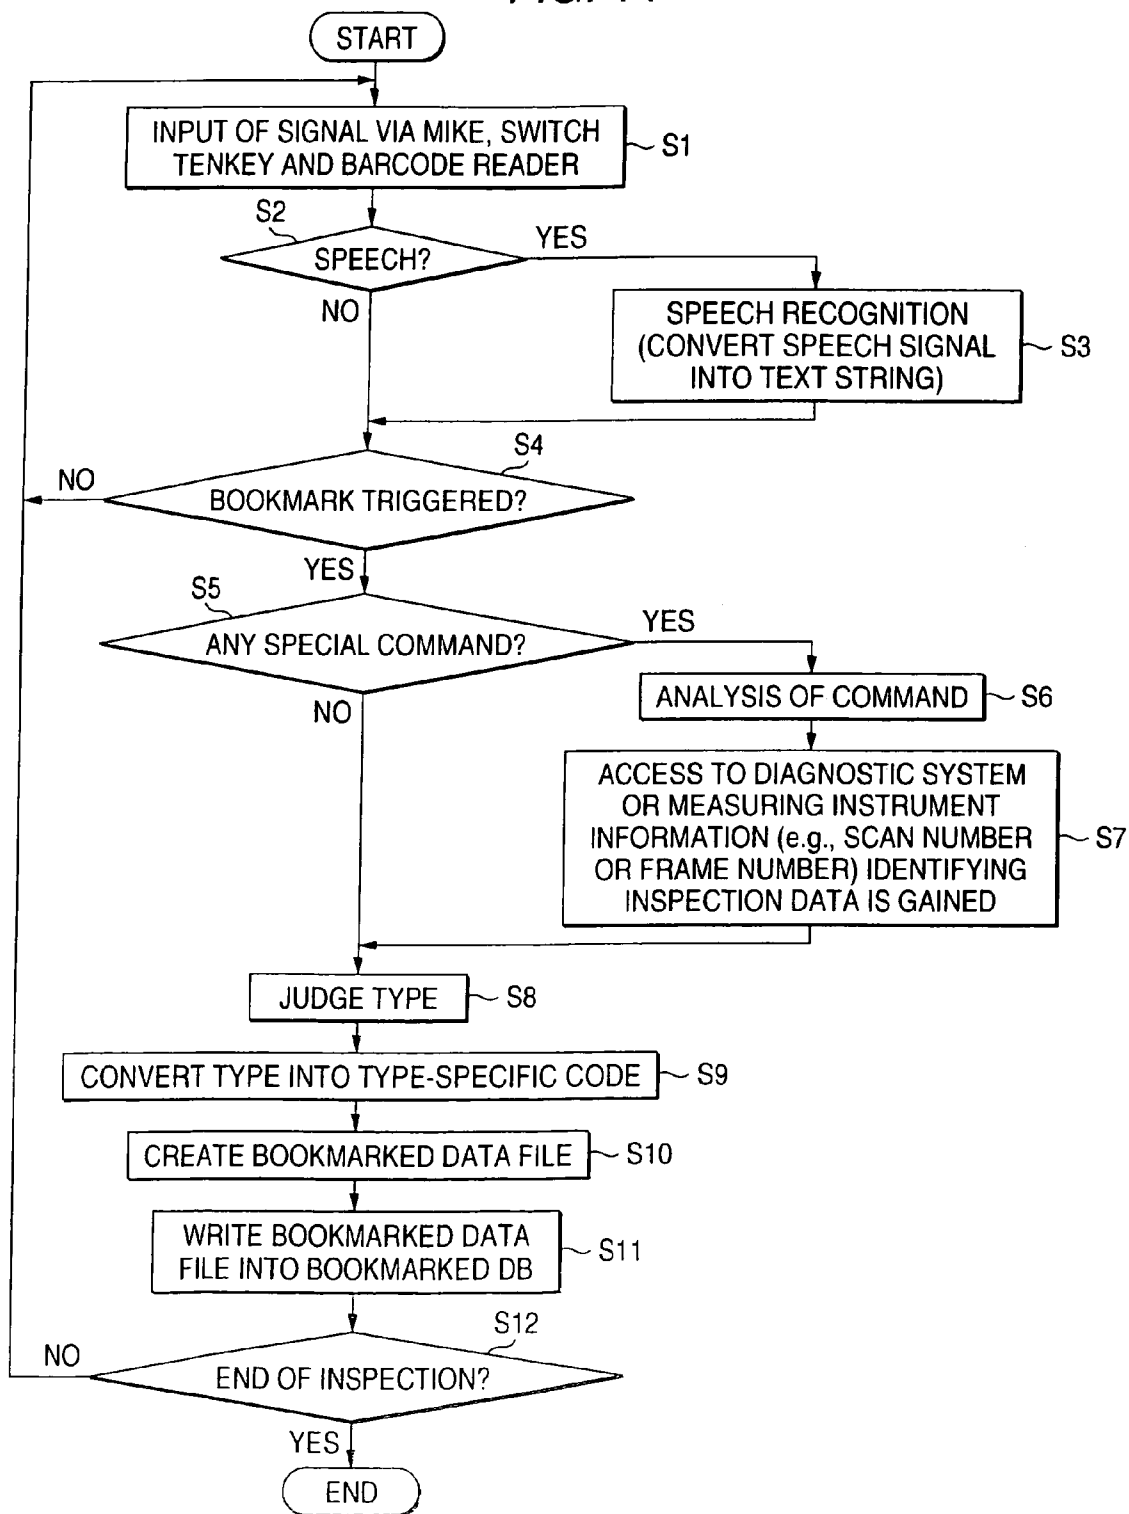 START
INPUT OF SIGNAL VIA MIKE, SWITCH
TENKEY AND BARCODE READER
S1
S2
SPEECH?
YES
NO
SPEECH RECOGNITION
(CONVERT SPEECH SIGNAL
INTO TEXT STRING)
S3
S4
NO
BOOKMARK TRIGGERED?
YES
S5
ANY SPECIAL COMMAND?
YES
NO
ANALYSIS OF COMMAND
S6
ACCESS TO DIAGNOSTIC SYSTEM
OR MEASURING INSTRUMENT
INFORMATION (e.g., SCAN NUMBER
OR FRAME NUMBER) IDENTIFYING
INSPECTION DATA IS GAINED
S7
JUDGE TYPE
S8
CONVERT TYPE INTO TYPE-SPECIFIC CODE
S9
CREATE BOOKMARKED DATA FILE
S10
WRITE BOOKMARKED DATA
FILE INTO BOOKMARKED DB
S11
S12
NO
END OF INSPECTION?
YES
END